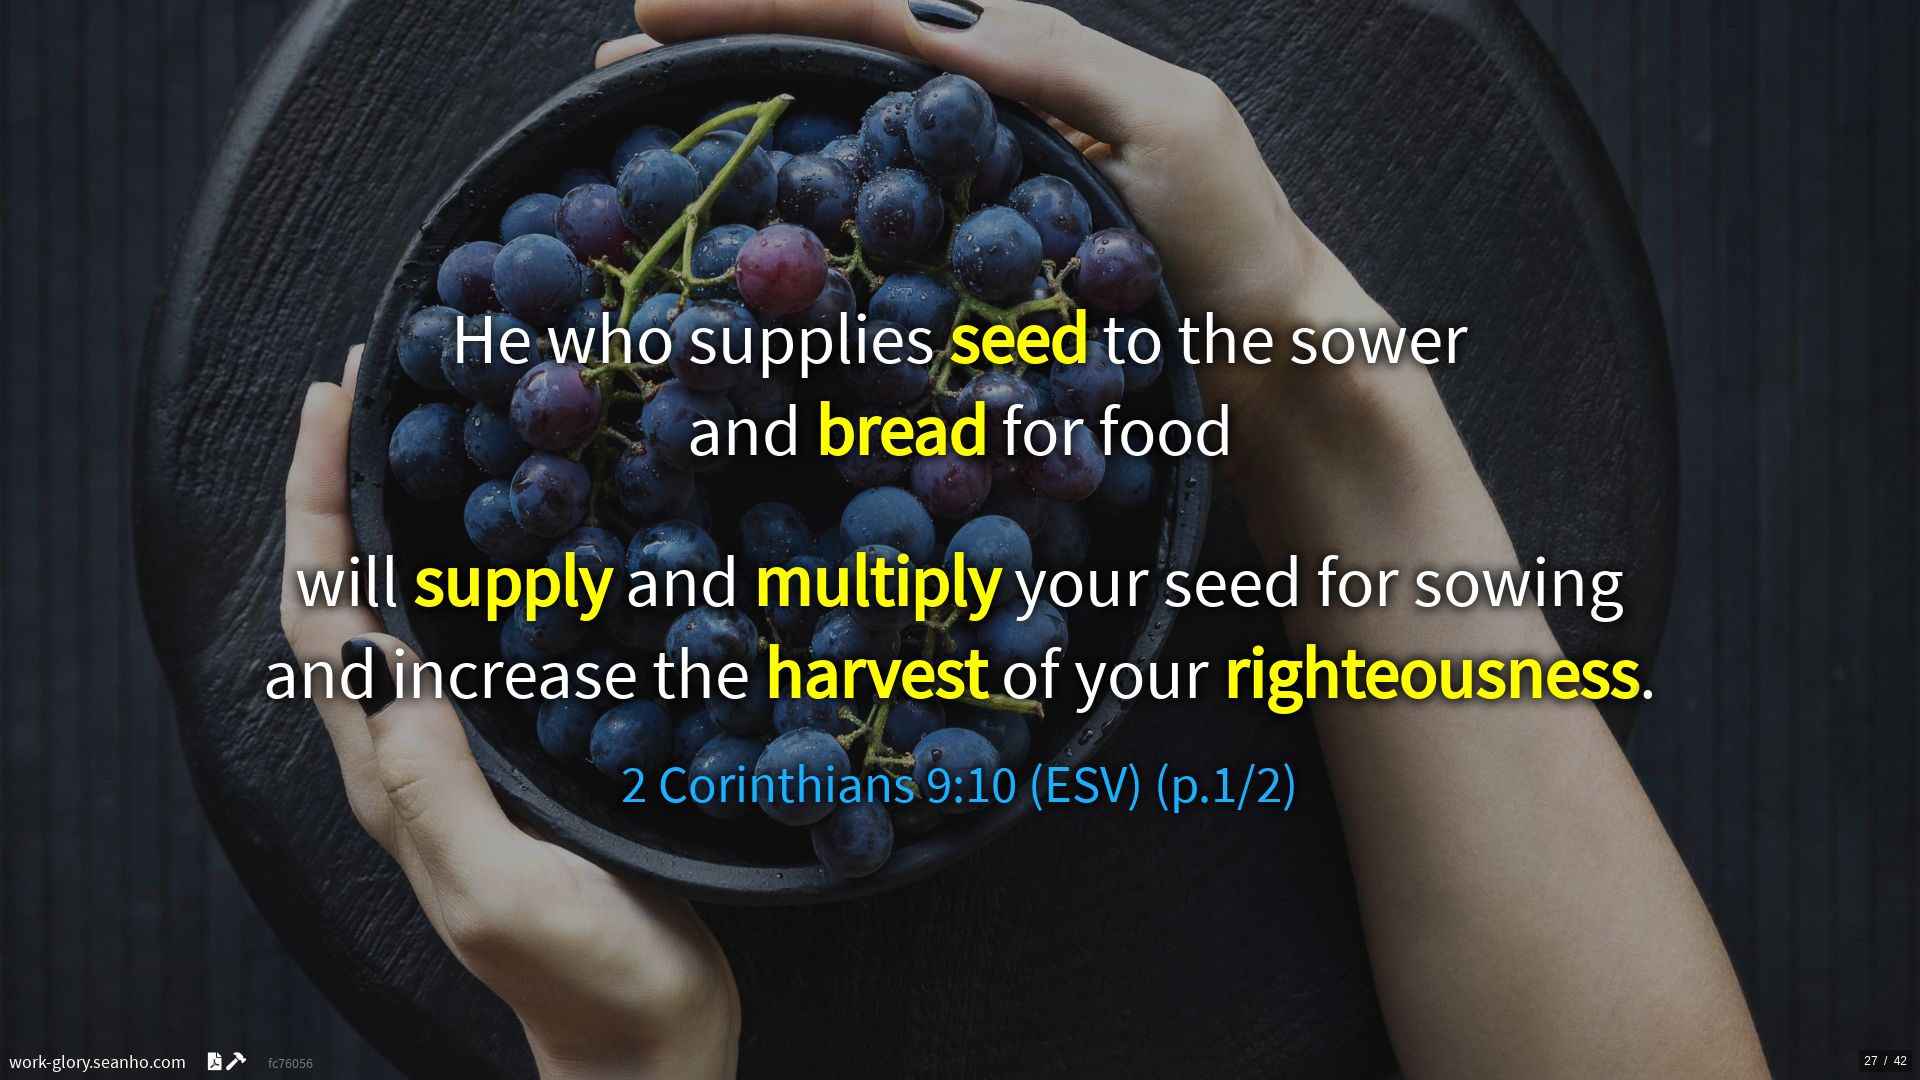 He who supplies seed to the sower
and bread for food
will supply and multiply your seed for sowing
and increase the harvest of your righteousness.
2 Corinthians 9:10 (ESV) (p.1/2)
work-glory.seanho.com
fc76056
27 / 42